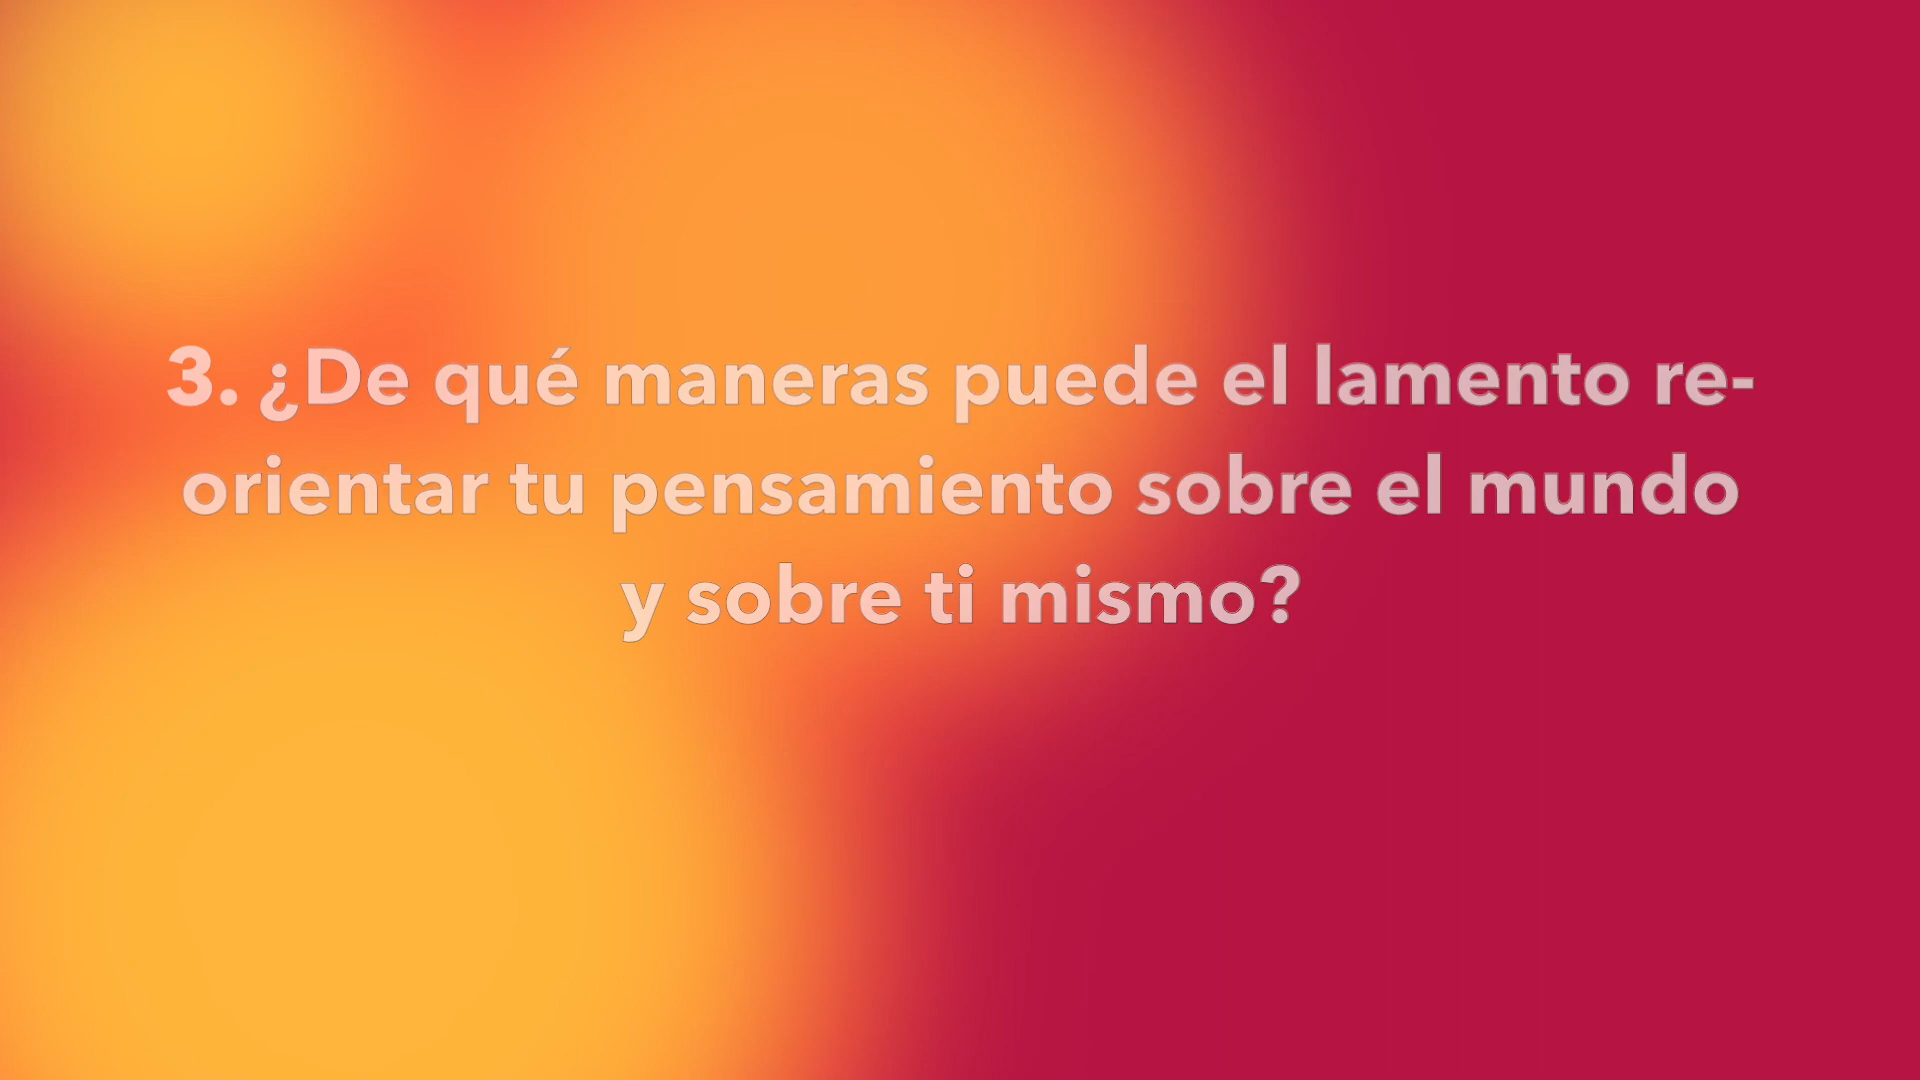 3. ¿De qué maneras puede el lamento re-
orientar tu pensamiento sobre el mundo
y sobre ti mismo?